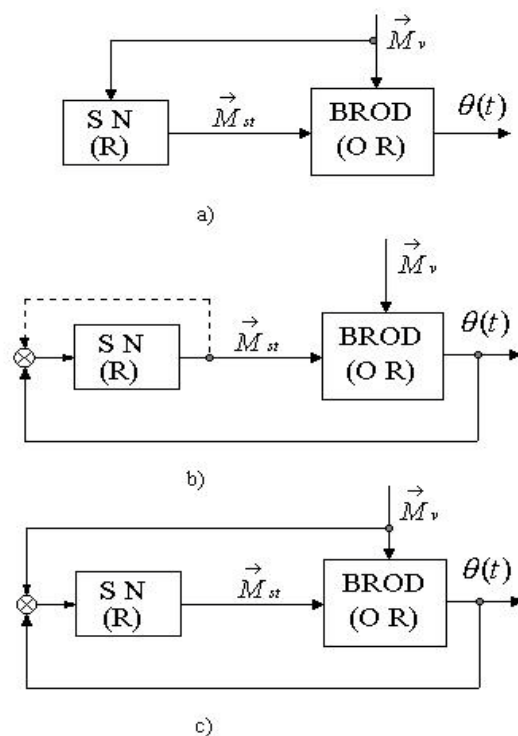 M⃗v
S N
(R)
M⃗st
BROD
(O R)
θ(t)
a)
M⃗v
S N
(R)
M⃗st
BROD
(O R)
θ(t)
b)
M⃗v
S N
(R)
M⃗st
BROD
(O R)
θ(t)
c)